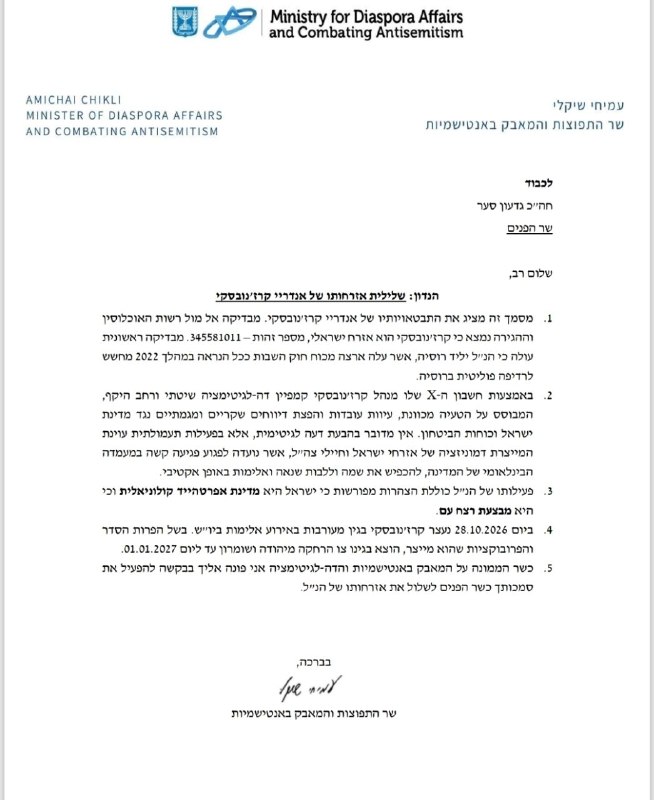 Ministry for Diaspora Affairs
and Combating Antisemitism
AMICHAI CHIKLI
MINISTER OF DIASPORA AFFAIRS
AND COMBATING ANTISEMITISM
עמיחי שיקלי
שר התפוצות והמאבק באנטישמיות
לכבוד
חה״כ גדעון סער
שר הפנים
שלום רב,
הנדון: שלילית אזרחותו של אנדריי קרז׳נובסקי
1. מסמך זה מציג את התבטאויותיו של אנדריי קרז׳נובסקי. מבדיקה אל מול רשות האוכלוסין
וההגירה נמצא כי קרז׳נובסקי הוא אזרח ישראלי, מספר זהות – 345581011. מבדיקה ראשונית
עולה כי הנ״ל יליד רוסיה, אשר עלה ארצה מכוח חוק השבות ככל הנראה במהלך 2022 מחשש
לרדיפה פוליטית ברוסיה.
2. באמצעות חשבון ה-X שלו מנהל קרז׳נובסקי קמפיין דה-לגיטימציה שיטתי ורחב היקף,
המבוסס על הטעיה מכוונת, עיוות עובדות והפצת דיווחים שקריים ומגמתיים נגד מדינת
ישראל וכוחות הביטחון. אין מדובר בהבעת דעה לגיטימית, אלא בפעילות תעמולתית עוינת
המייצרת דמוניזציה של אזרחי ישראל וחיילי צה״ל, אשר נועדה לפגוע פגיעה קשה במעמדה
הבינלאומי של המדינה, להכפיש את שמה וללבות שנאה ואלימות באופן אקטיבי.
3. פעילותו של הנ״ל כוללת הצהרות מפורשות כי ישראל היא מדינת אפרטהייד קולוניאלית וכי
היא מבצעת רצח עם.
4. ביום 28.10.2026 נעצר קרז׳נובסקי בגין מעורבות באירוע אלימות ביו״ש. בשל הפרות הסדר
והפרובוקציות שהוא מייצר, הוצא בגינו צו הרחקה מיהודה ושומרון עד ליום 01.01.2027.
5. כשר הממונה על המאבק באנטישמיות והדה-לגיטימציה אני פונה אליך בבקשה להפעיל את
סמכותך כשר הפנים לשלול את אזרחותו של הנ״ל.
בברכה,
עמיחי שיקלי
שר התפוצות והמאבק באנטישמיות